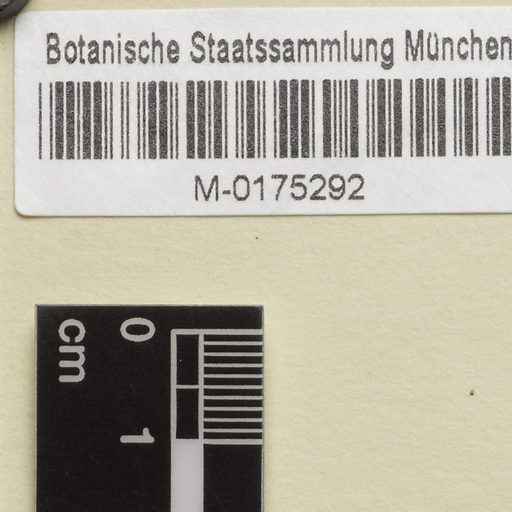 Botanische Staatssammlung München
M-0175292
cm
0
1